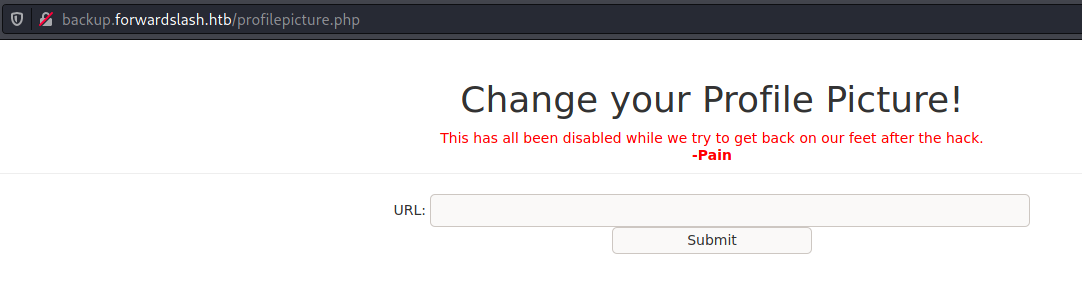 backup.forwardslash.htb/profilepicture.php
Change your Profile Picture!
This has all been disabled while we try to get back on our feet after the hack.
-Pain
URL:
Submit